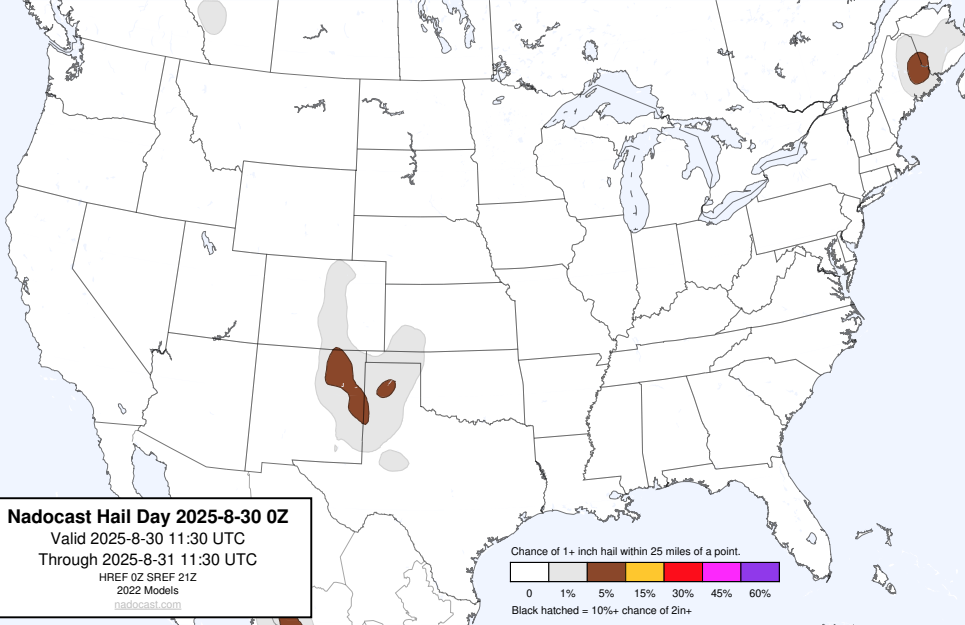 Nadocast Hail Day 2025-8-30 0Z
Valid 2025-8-30 11:30 UTC
Through 2025-8-31 11:30 UTC
HREF 0Z SREF 21Z
2022 Models
nadocast.com
Chance of 1+ inch hail within 25 miles of a point.
0 1% 5% 15% 30% 45% 60%
Black hatched = 10%+ chance of 2in+